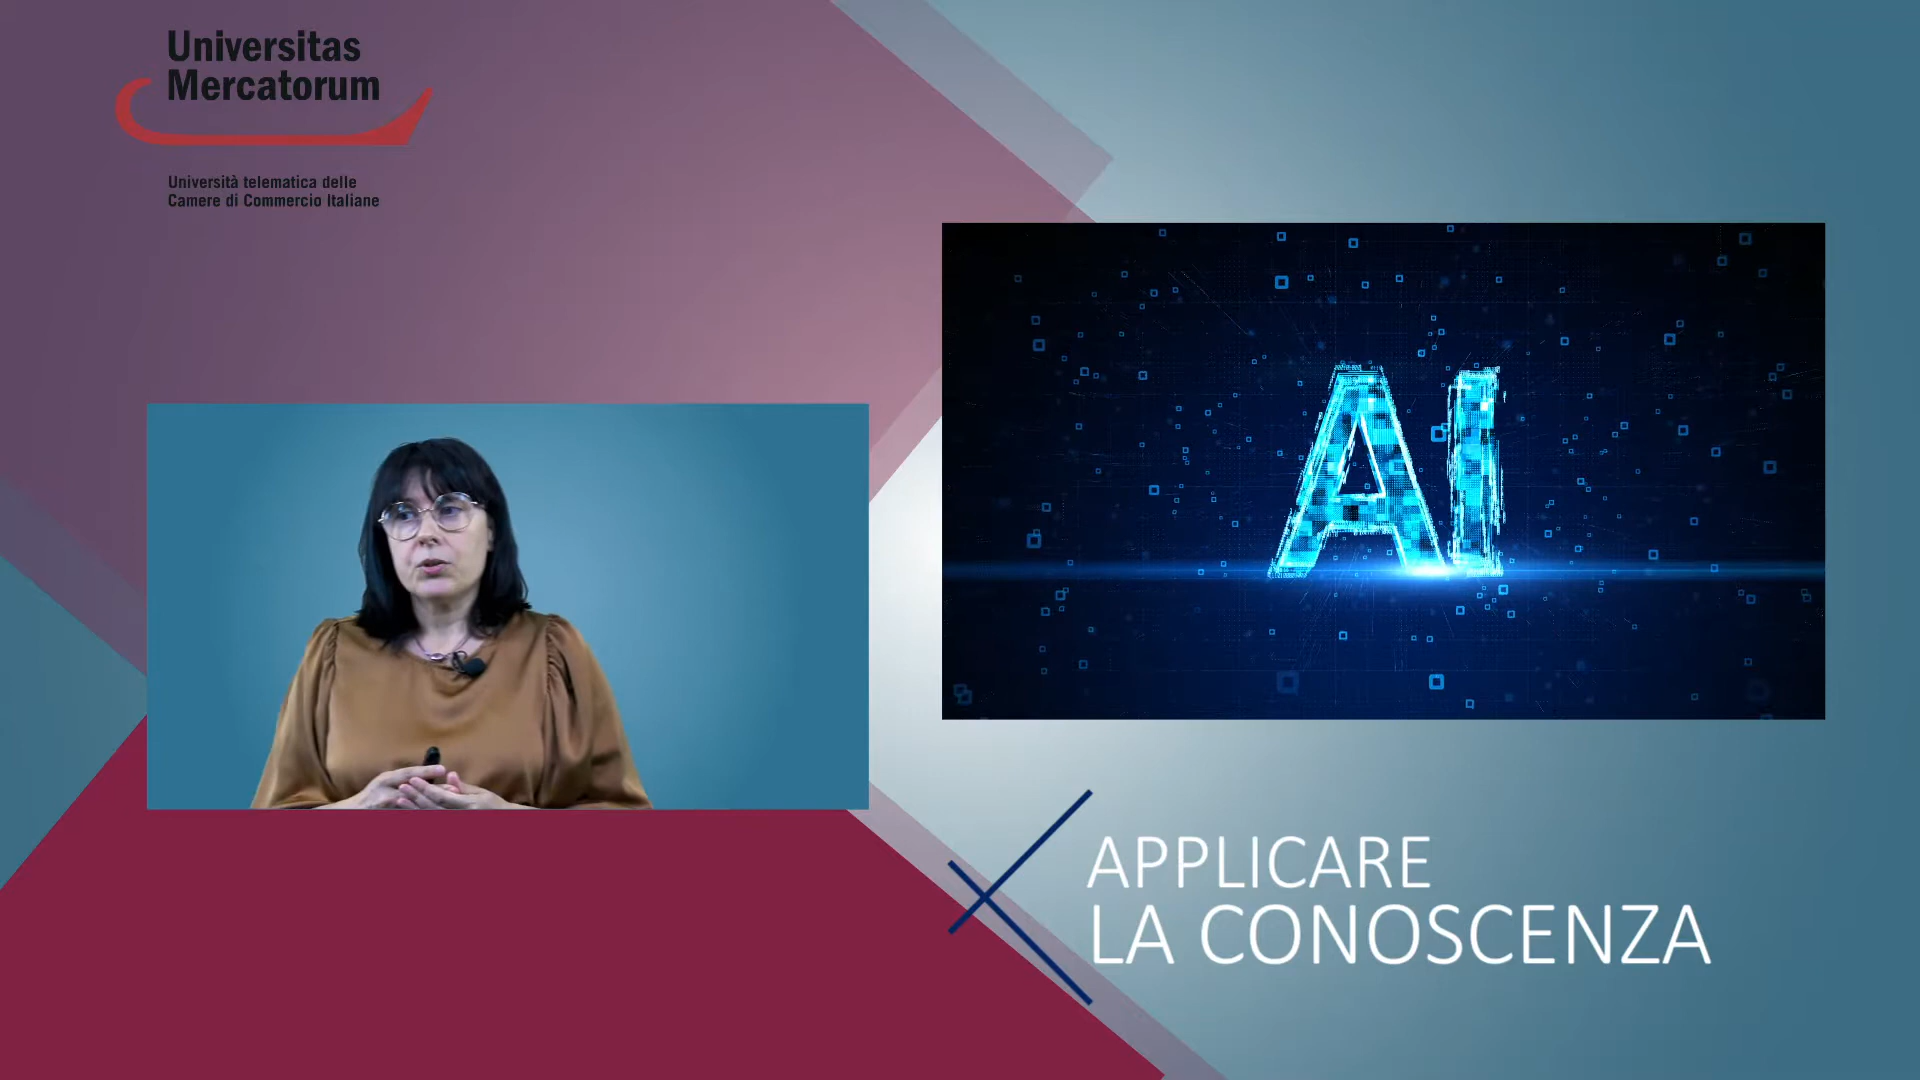 Universitas
Mercatorum
Università telematica delle
Camere di Commercio Italiane
AI
APPLICARE
LA CONOSCENZA